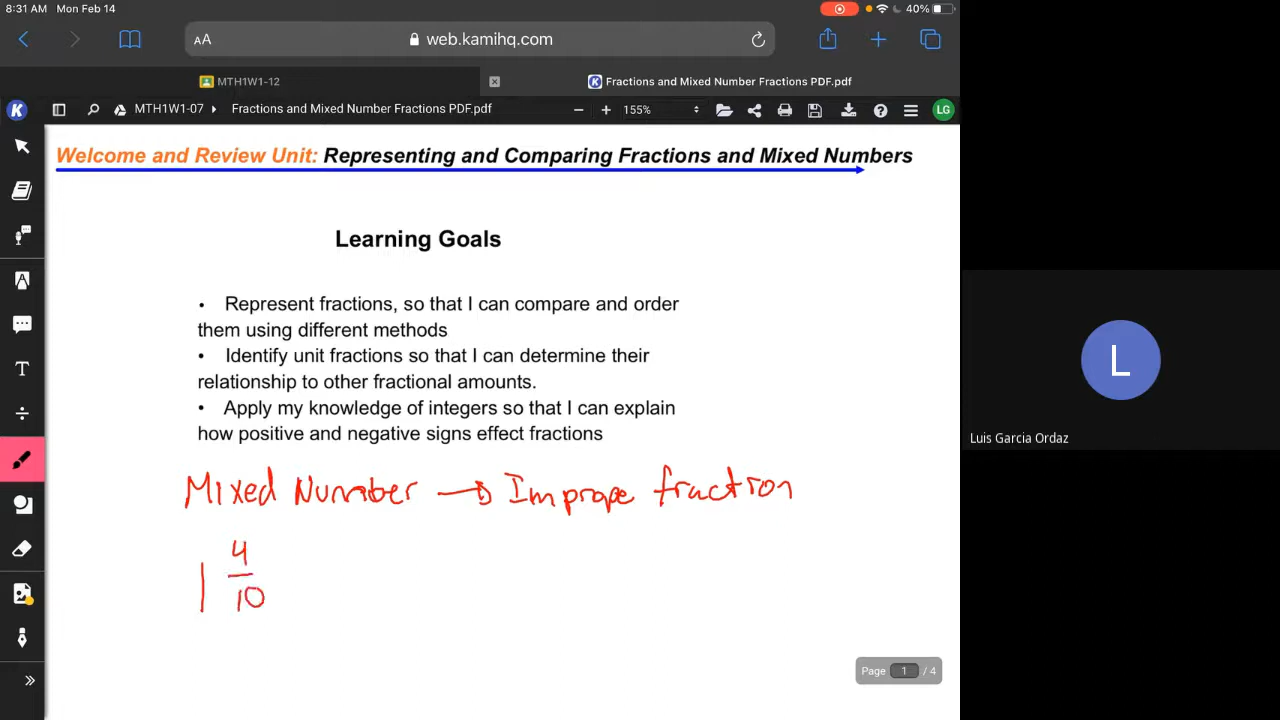 8:31 AM Mon Feb 14
40%
AA
web.kamihq.com
MTH1W1-12
K Fractions and Mixed Number Fractions PDF.pdf
K
MTH1W1-07
Fractions and Mixed Number Fractions PDF.pdf
155%
LG
Welcome and Review Unit: Representing and Comparing Fractions and Mixed Numbers
Learning Goals
• Represent fractions, so that I can compare and order
them using different methods
• Identify unit fractions so that I can determine their
relationship to other fractional amounts.
• Apply my knowledge of integers so that I can explain
how positive and negative signs effect fractions
Mixed Number → Imprope fraction
1 4/10
Page 1 / 4
L
Luis Garcia Ordaz